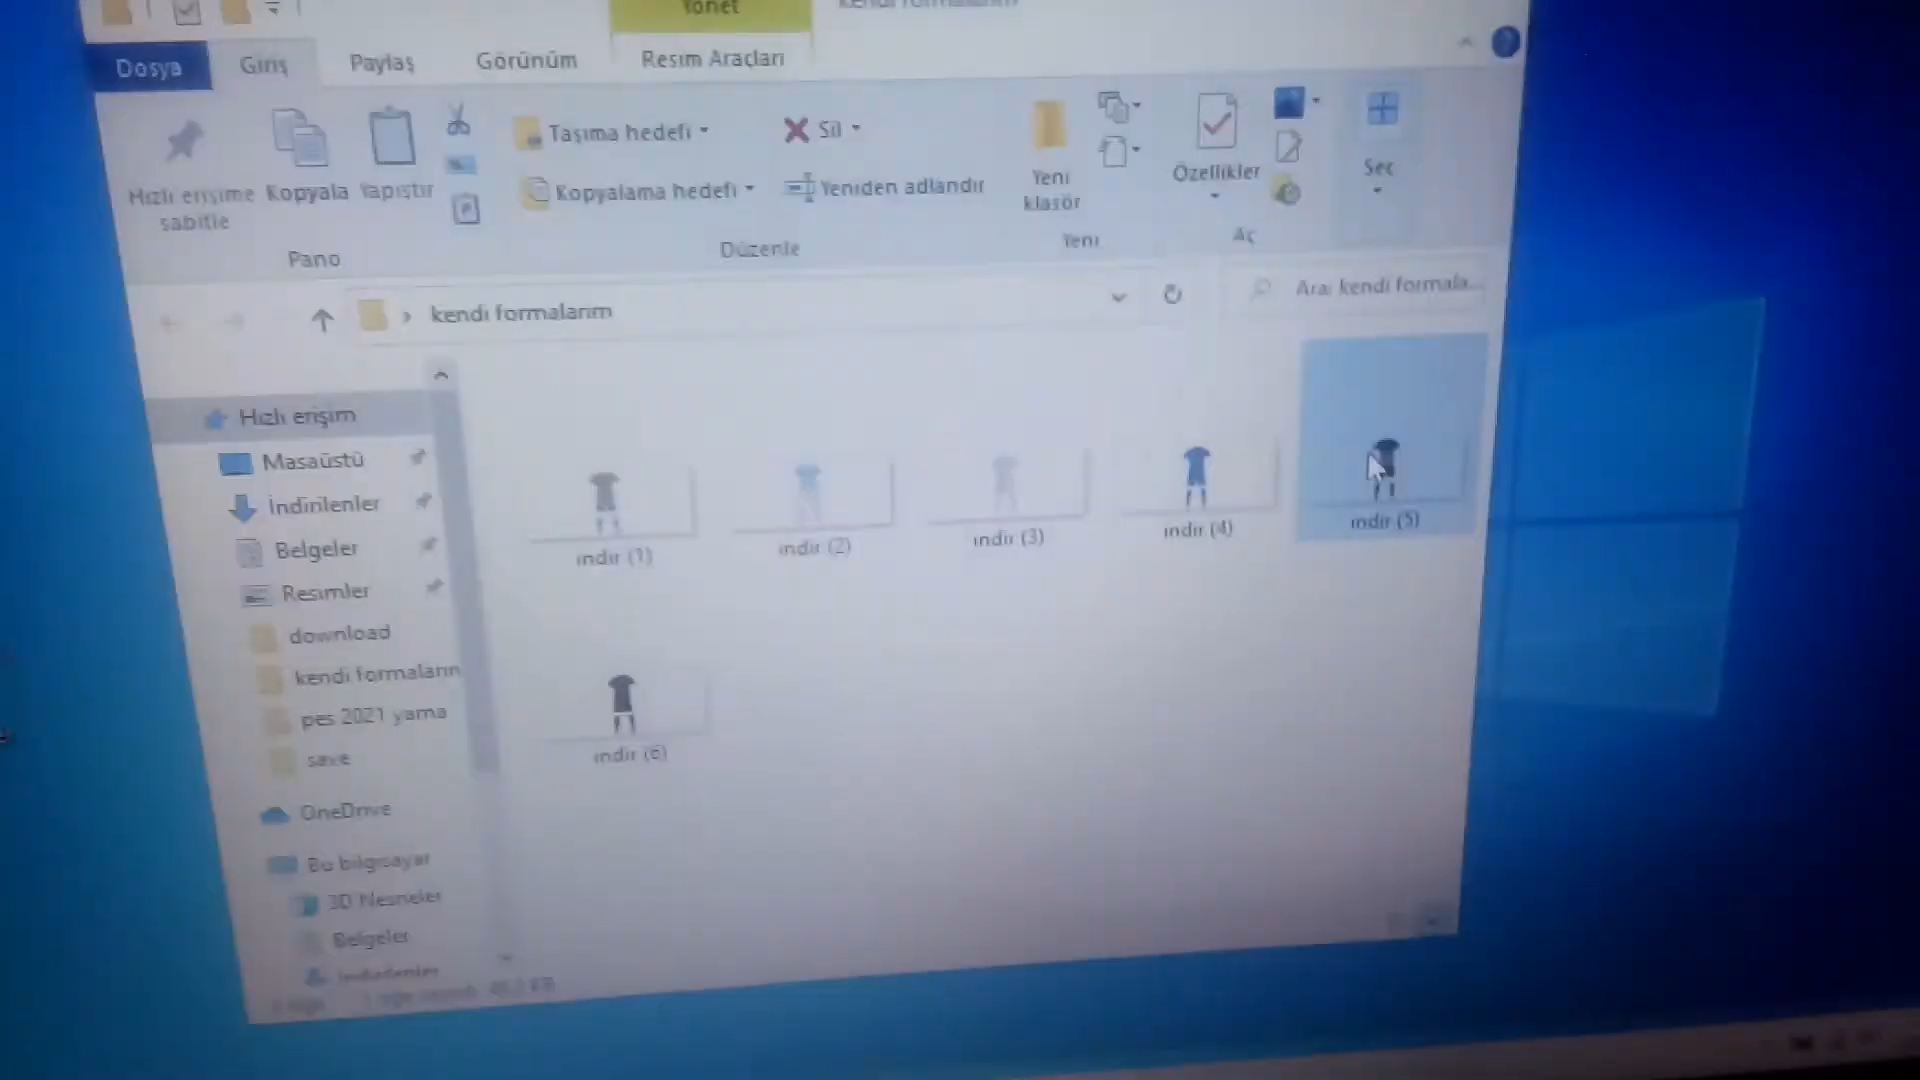 Yönet
kendi formalarım
Dosya
Giriş
Paylaş
Görünüm
Resim Araçları
Hızlı erişime
sabitle
Kopyala
Yapıştır
Taşıma hedefi
Kopyalama hedefi
Sil
Yeniden adlandır
Yeni
klasör
Özellikler
Seç
Pano
Düzenle
Yeni
Aç
kendi formalarım
Ara: kendi formala...
Hızlı erişim
Masaüstü
İndirilenler
Belgeler
Resimler
download
kendi formaların
pes 2021 yama
save
OneDrive
Bu bilgisayar
3D Nesneler
Belgeler
İndirilenler
indir (1)
indir (2)
indir (3)
indir (4)
indir (5)
indir (6)